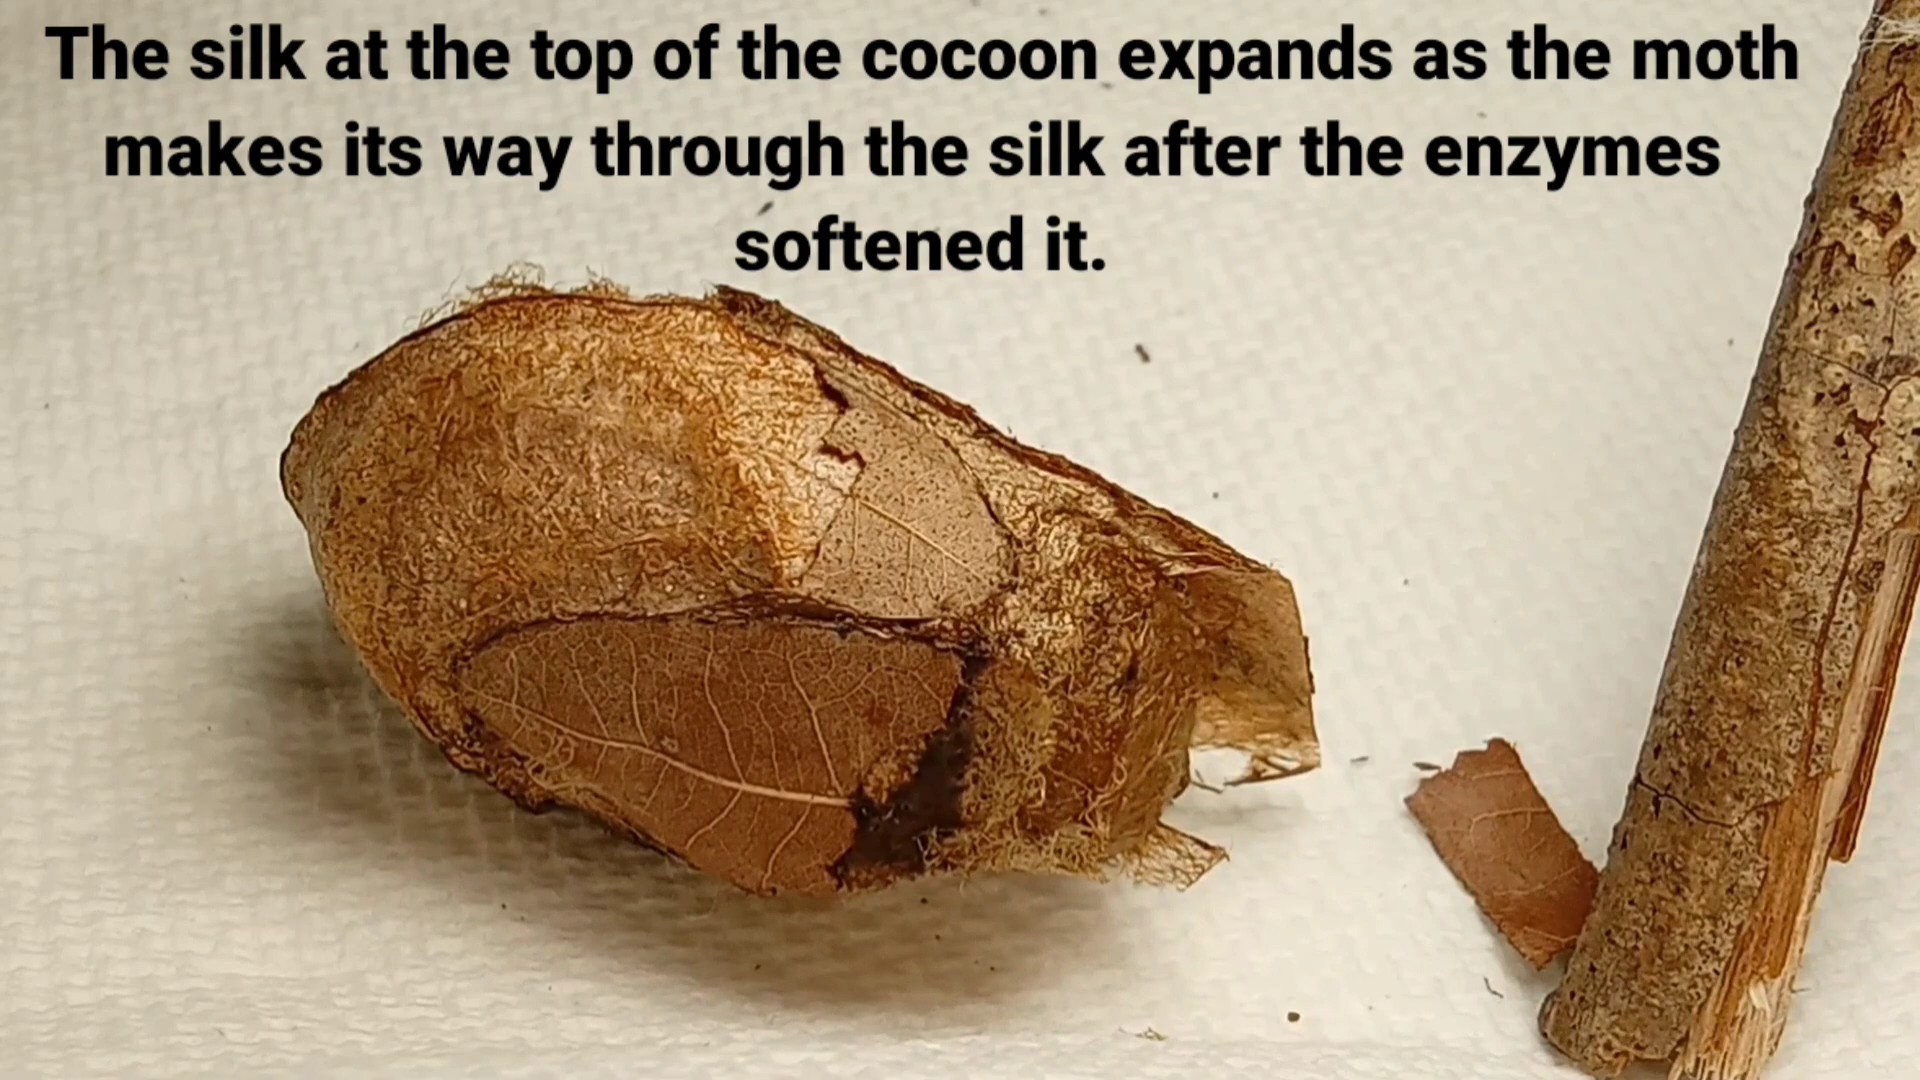 The silk at the top of the cocoon expands as the moth
makes its way through the silk after the enzymes
softened it.